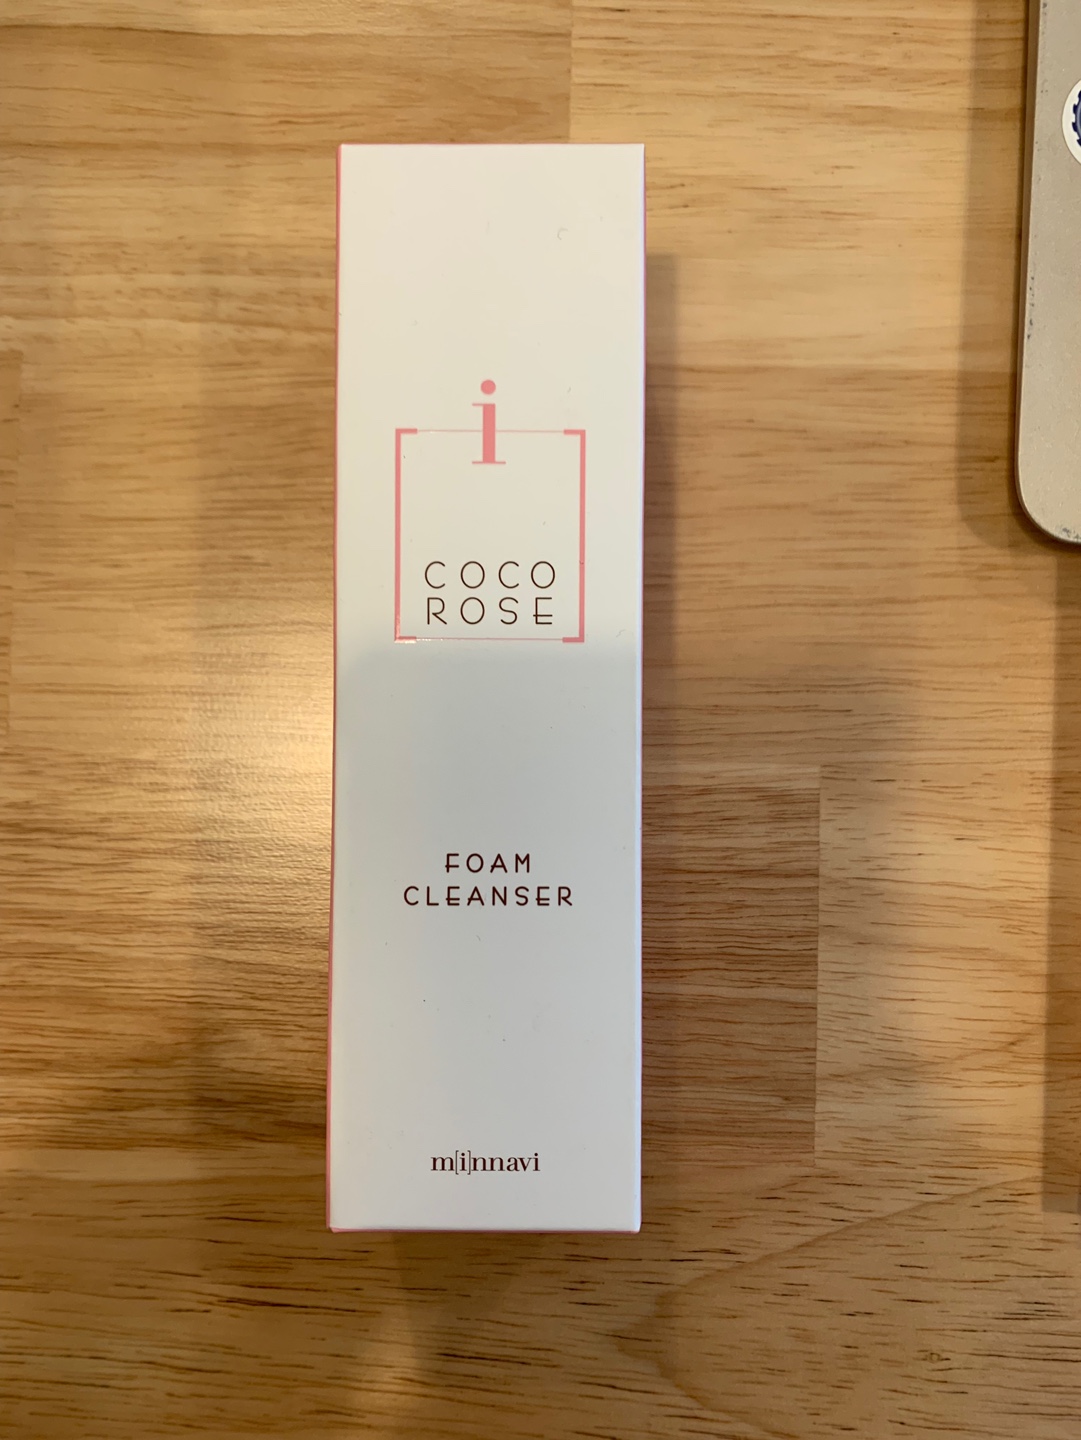 i
COCO
ROSE
FOAM
CLEANSER
m[i]nnavi